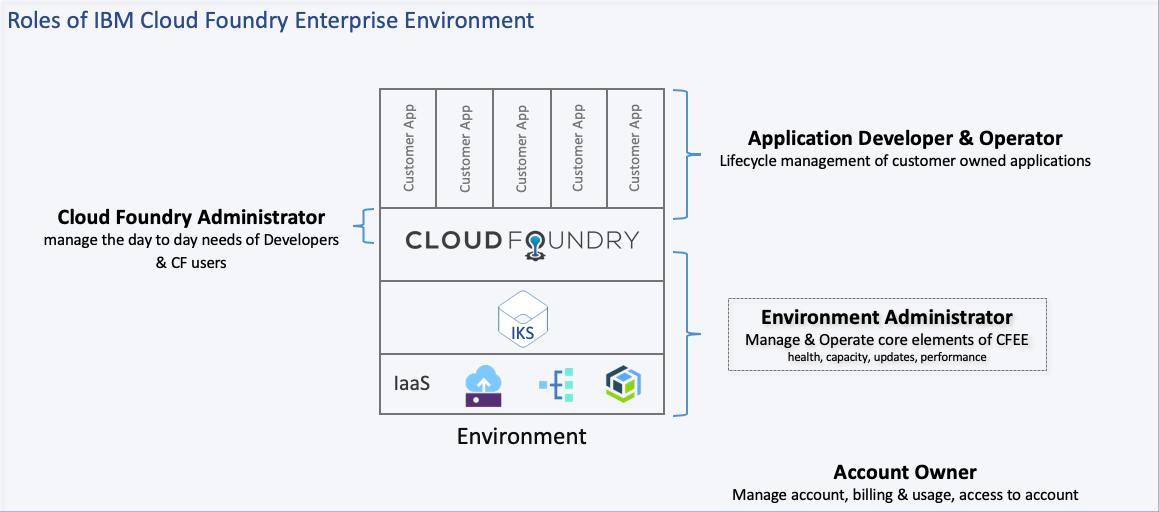 Roles of IBM Cloud Foundry Enterprise Environment
Customer App
Customer App
Customer App
Customer App
Customer App
Application Developer & Operator
Lifecycle management of customer owned applications
Cloud Foundry Administrator
manage the day to day needs of Developers
& CF users
CLOUD FOUNDRY
IKS
Environment Administrator
Manage & Operate core elements of CFEE
health, capacity, updates, performance
IaaS
Environment
Account Owner
Manage account, billing & usage, access to account